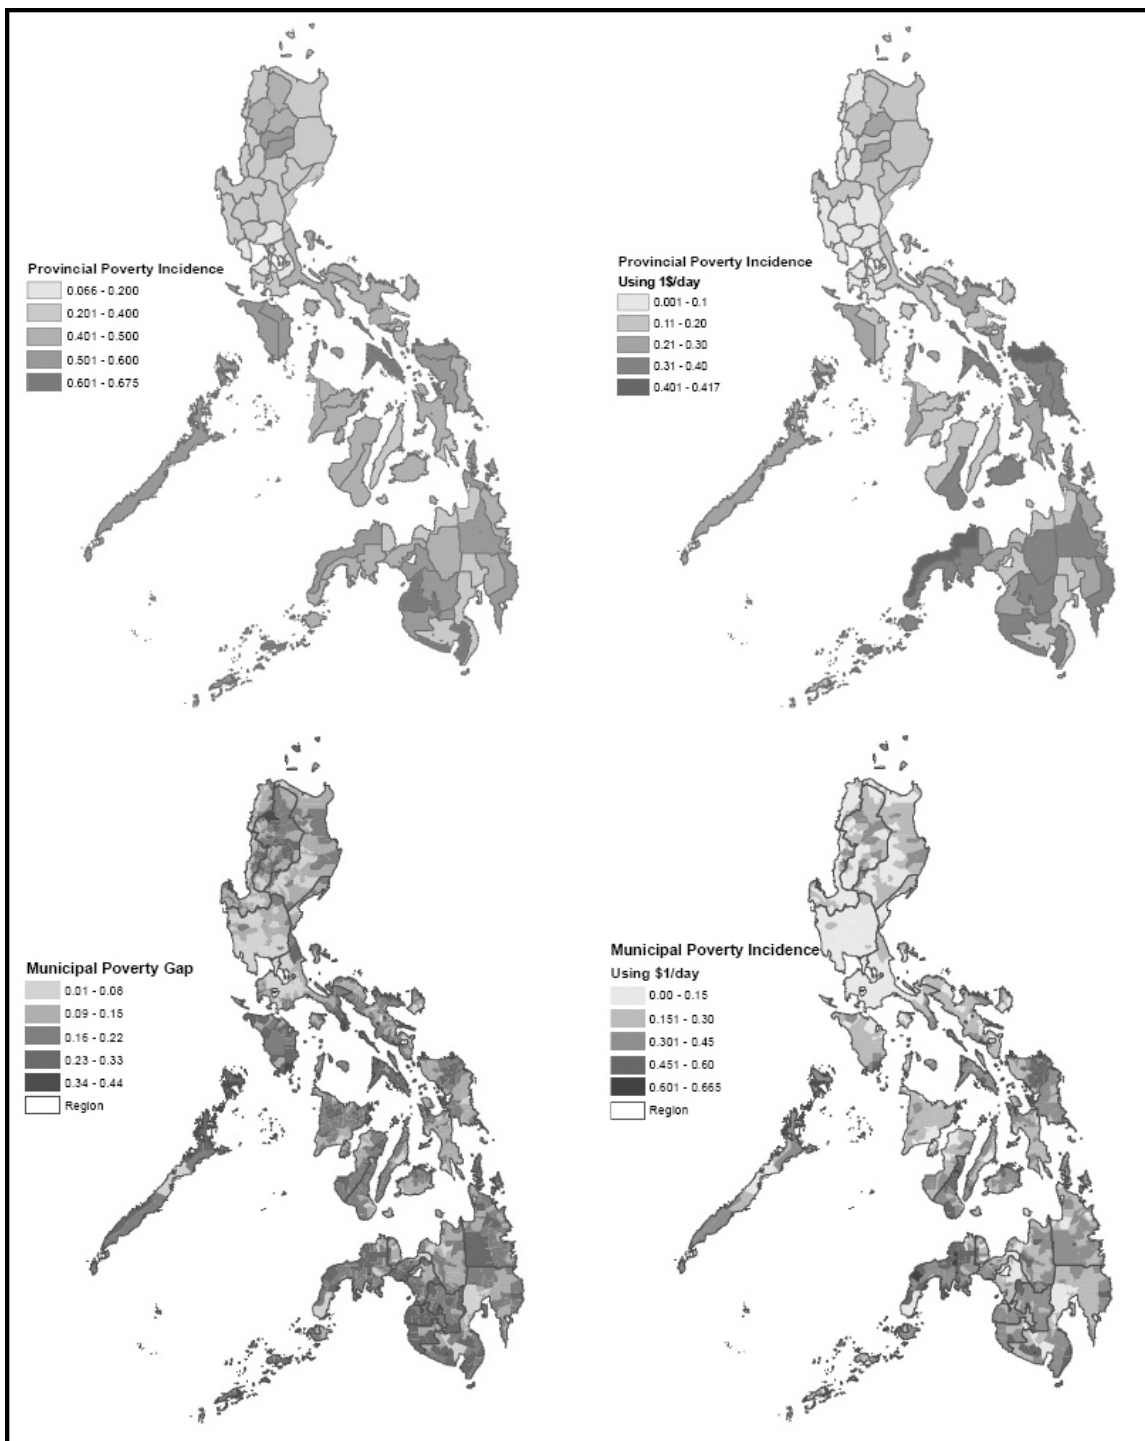 Provincial Poverty Incidence
0.066 - 0.200
0.201 - 0.400
0.401 - 0.500
0.501 - 0.600
0.601 - 0.675
Provincial Poverty Incidence
Using 1$/day
0.001 - 0.1
0.11 - 0.20
0.21 - 0.30
0.31 - 0.40
0.401 - 0.417
Municipal Poverty Gap
0.01 - 0.08
0.09 - 0.15
0.16 - 0.22
0.23 - 0.33
0.34 - 0.44
Region
Municipal Poverty Incidence
Using $1/day
0.00 - 0.15
0.151 - 0.30
0.301 - 0.45
0.451 - 0.60
0.601 - 0.665
Region